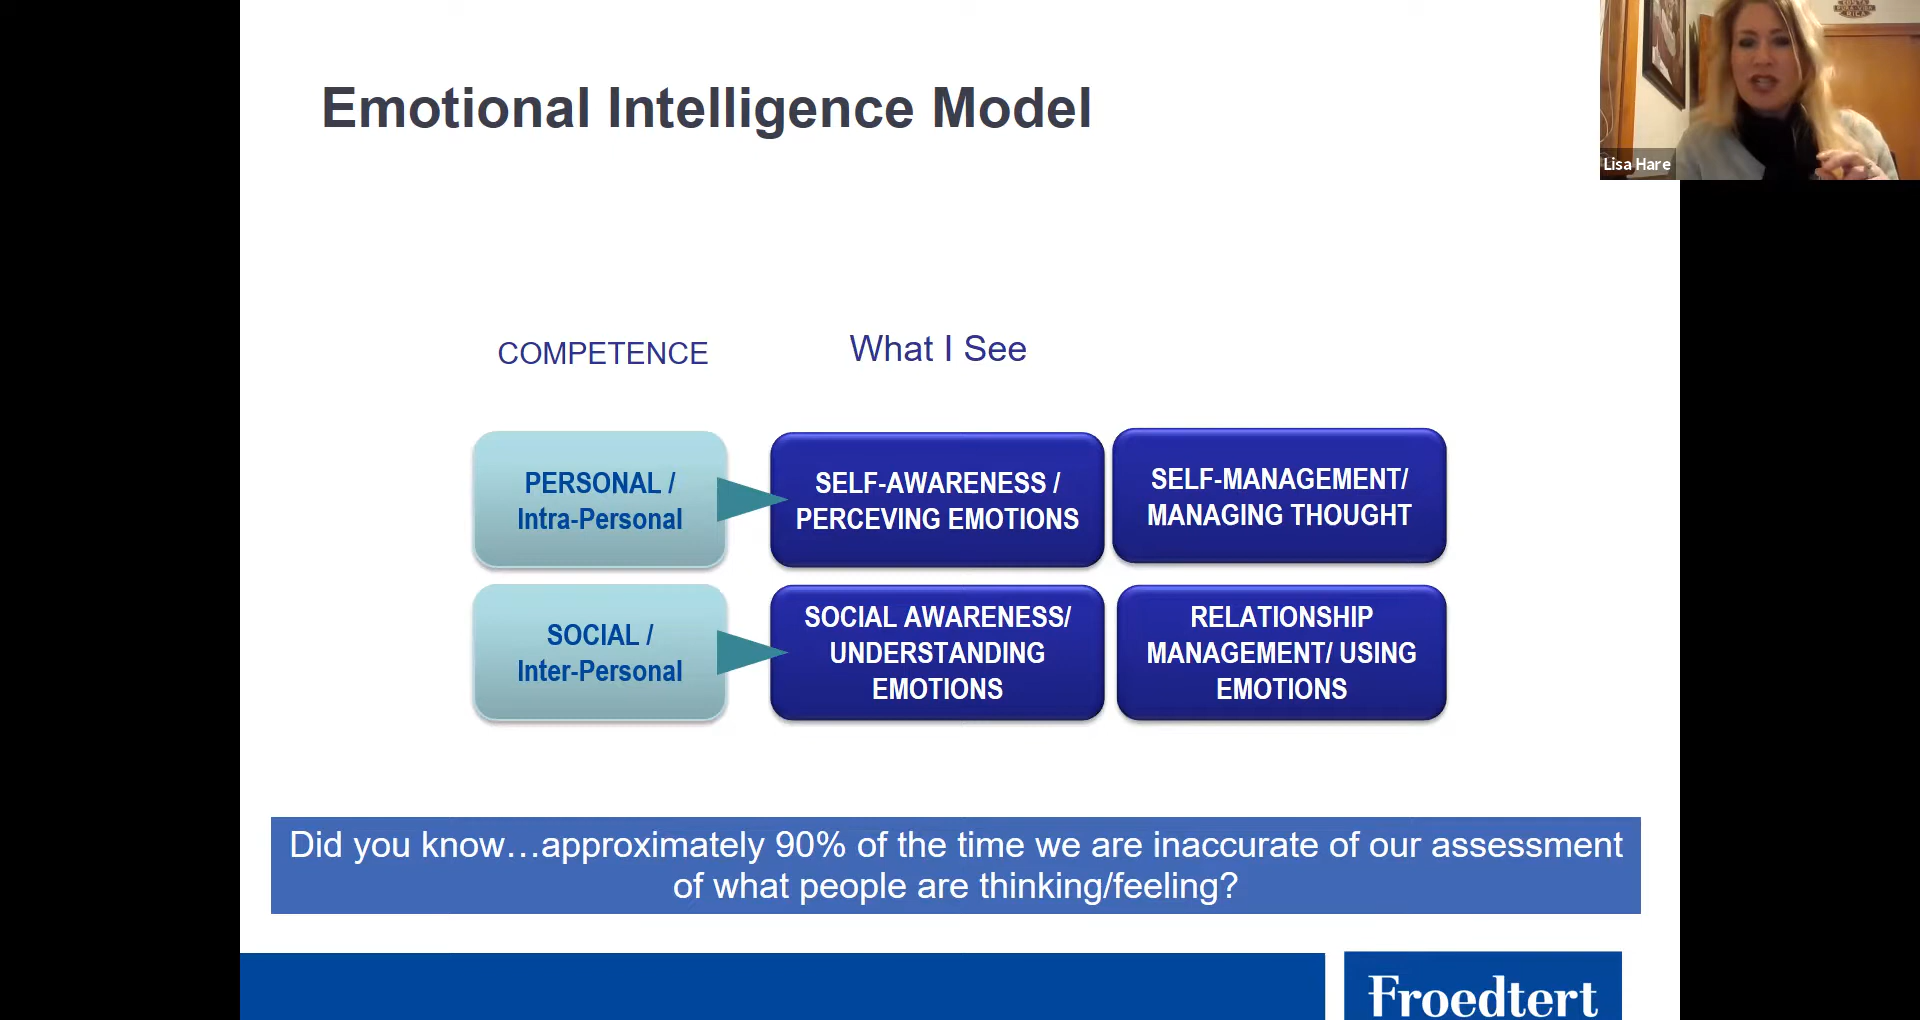 Emotional Intelligence Model
Lisa Hare
COMPETENCE
What I See
PERSONAL /
Intra-Personal
SELF-AWARENESS /
PERCEVING EMOTIONS
SELF-MANAGEMENT/
MANAGING THOUGHT
SOCIAL /
Inter-Personal
SOCIAL AWARENESS/
UNDERSTANDING
EMOTIONS
RELATIONSHIP
MANAGEMENT/ USING
EMOTIONS
Did you know…approximately 90% of the time we are inaccurate of our assessment
of what people are thinking/feeling?
Froedtert